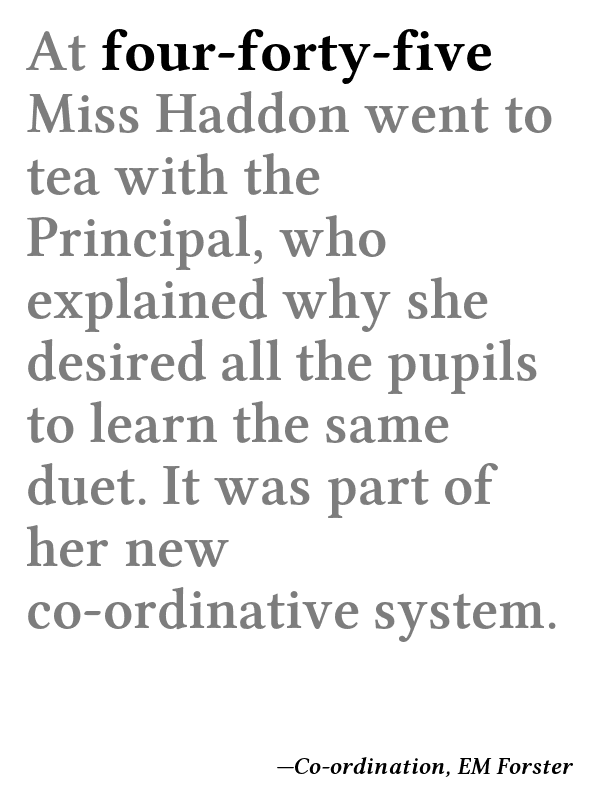 At four-forty-five
Miss Haddon went to
tea with the
Principal, who
explained why she
desired all the pupils
to learn the same
duet. It was part of
her new
co-ordinative system.
—Co-ordination, EM Forster